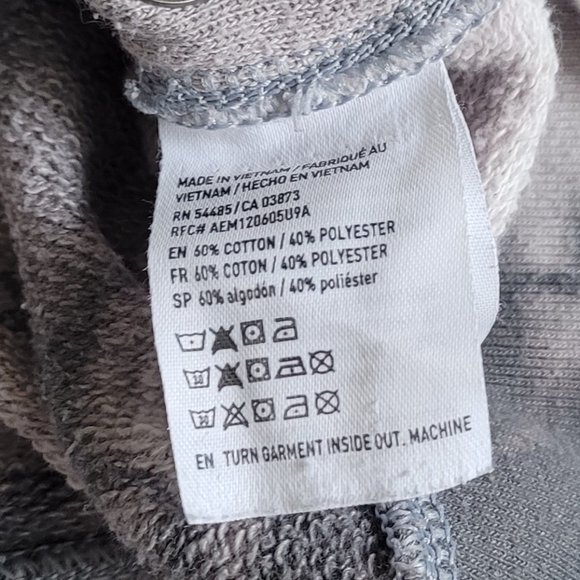 MADE IN VIETNAM / FABRIQUÉ AU
VIETNAM / HECHO EN VIETNAM
RN 54485 / CA 03873
RFC# AEM120605U9A
EN 60% COTTON / 40% POLYESTER
FR 60% COTON / 40% POLYESTER
SP 60% algodón / 40% poliéster
EN TURN GARMENT INSIDE OUT. MACHINE